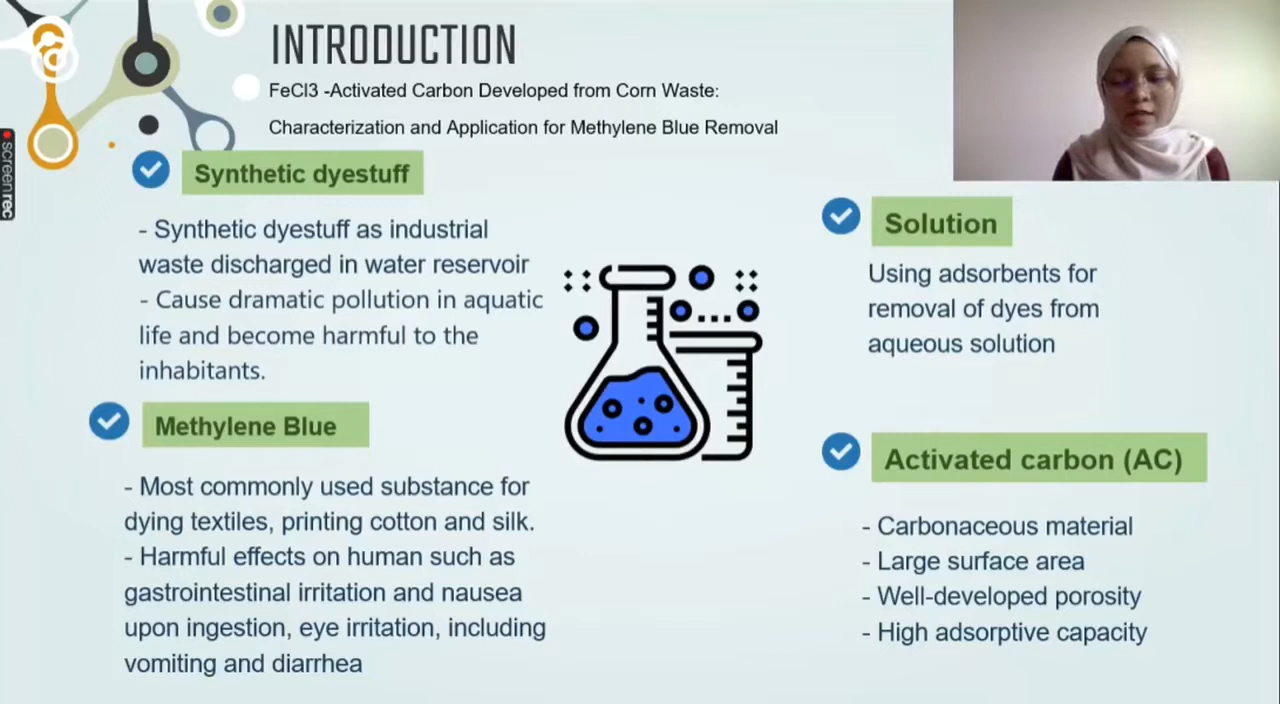 INTRODUCTION
FeCl3 -Activated Carbon Developed from Corn Waste:
Characterization and Application for Methylene Blue Removal
screenrec
Synthetic dyestuff
- Synthetic dyestuff as industrial
waste discharged in water reservoir
- Cause dramatic pollution in aquatic
life and become harmful to the
inhabitants.
Methylene Blue
- Most commonly used substance for
dying textiles, printing cotton and silk.
- Harmful effects on human such as
gastrointestinal irritation and nausea
upon ingestion, eye irritation, including
vomiting and diarrhea
Solution
Using adsorbents for
removal of dyes from
aqueous solution
Activated carbon (AC)
- Carbonaceous material
- Large surface area
- Well-developed porosity
- High adsorptive capacity